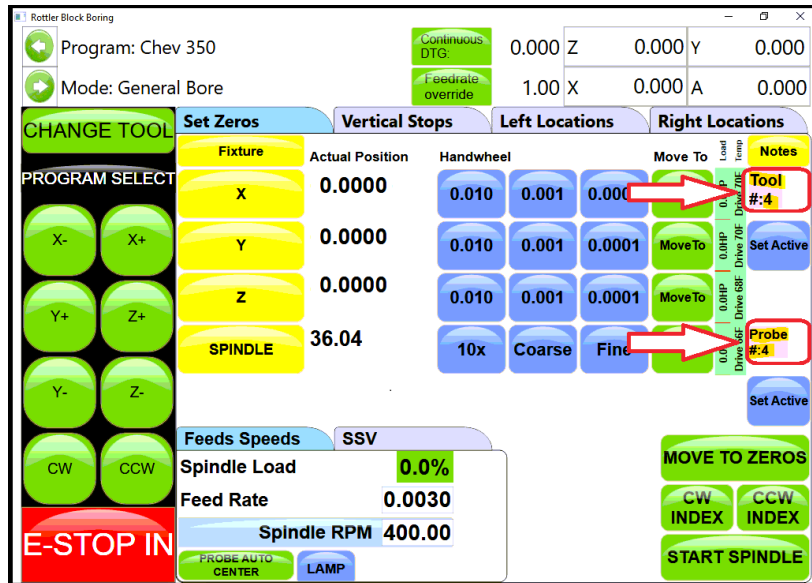 Rottler Block Boring
Program: Chev 350
Continuous
DTG:
0.000 Z 0.000 Y 0.000
Mode: General Bore
Feedrate
override
1.00 X 0.000 A 0.000
CHANGE TOOL
Set Zeros Vertical Stops Left Locations Right Locations
Fixture Actual Position Handwheel Move To Load Temp Notes
PROGRAM SELECT
X 0.0000 0.010 0.001
Drive 70F
Tool
#:4
X- X+
Y 0.0000 0.010 0.001 0.0001 MoveTo 0.0HP Drive 70F Set Active
Z 0.0000 0.010 0.001 0.0001 MoveTo 0.0HP Drive 68F
Y+ Z+
SPINDLE 36.04 10x Coarse Fine
Drive
Probe
#:4
Y- Z-
Set Active
Feeds Speeds SSV
CW CCW
Spindle Load 0.0%
MOVE TO ZEROS
Feed Rate 0.0030
CW
INDEX
CCW
INDEX
Spindle RPM 400.00
E-STOP IN
PROBE AUTO
CENTER
LAMP
START SPINDLE